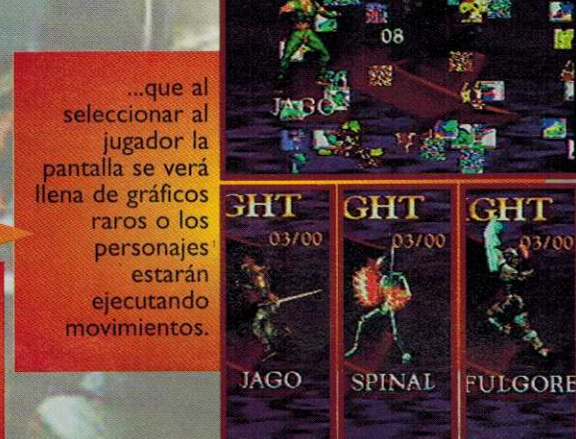 ...que al
seleccionar al
jugador la
pantalla se verá
llena de gráficos
raros o los
personajes
estarán
ejecutando
movimientos.
08
JAGO
GHT
03/00
JAGO
GHT
03/00
SPINAL
GHT
03/00
FULGORE